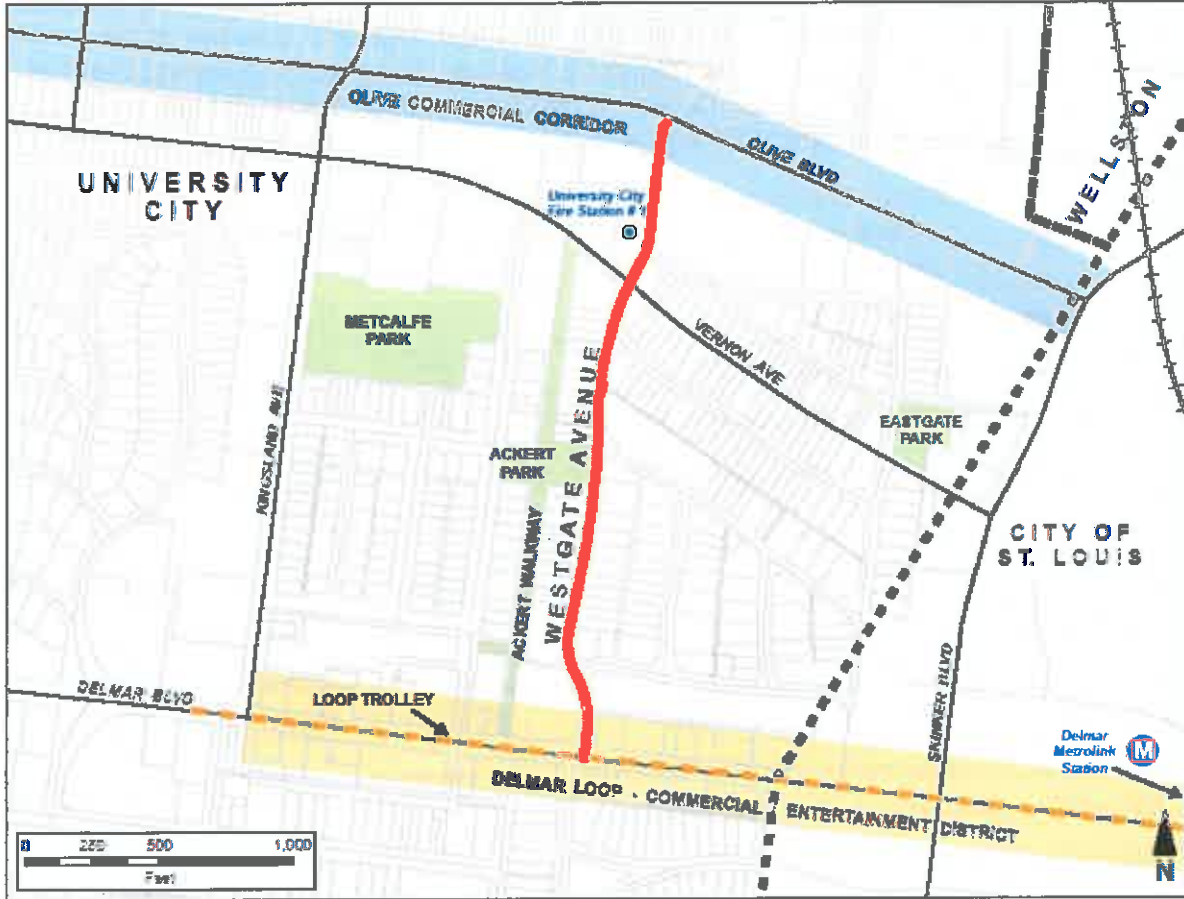 WELLSTON
OLIVE COMMERCIAL CORRIDOR
OLIVE BLVD
UNIVERSITY
CITY
University City
Fire Station # 1
METCALFE
PARK
VERNON AVE
WESTGATE AVENUE
EASTGATE
PARK
KINGSLAND AVE
ACKERT
PARK
CITY OF
ST. LOUIS
ACKERT WALKWAY
SKINKER BLVD
DELMAR BLVD
LOOP TROLLEY
Delmar
Metrolink
Station
M
DELMAR LOOP - COMMERCIAL ENTERTAINMENT DISTRICT
0 250 500 1,000
Feet
N